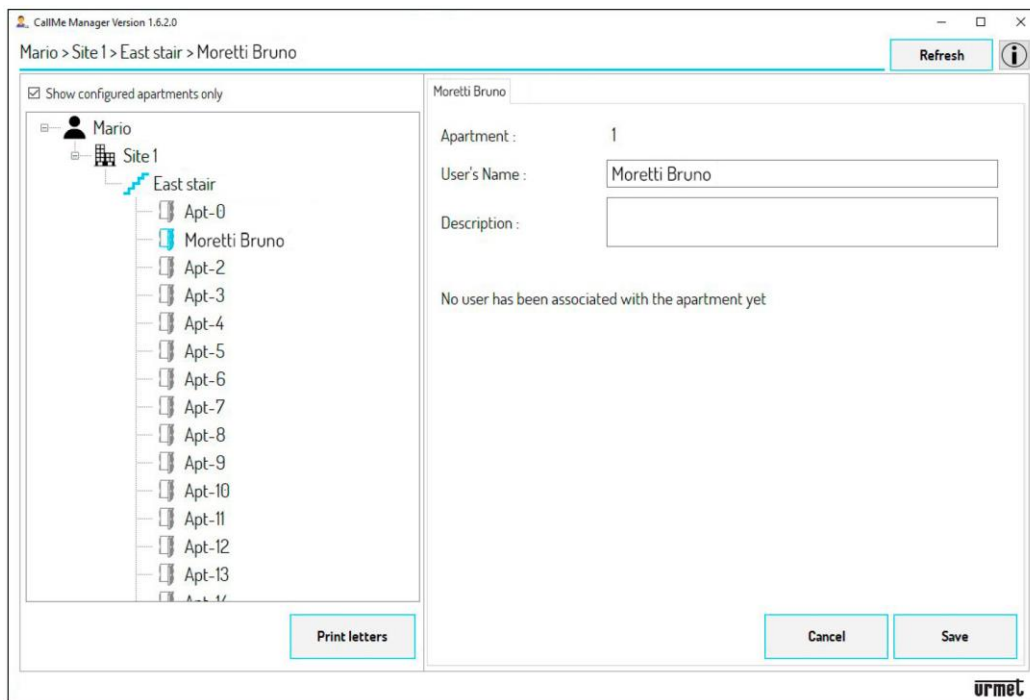 CallMe Manager Version 1.6.2.0
Mario > Site 1 > East stair > Moretti Bruno
Refresh
i
Show configured apartments only
Mario
Site 1
East stair
Apt-0
Moretti Bruno
Apt-2
Apt-3
Apt-4
Apt-5
Apt-6
Apt-7
Apt-8
Apt-9
Apt-10
Apt-11
Apt-12
Apt-13
Print letters
Moretti Bruno
Apartment : 1
User's Name : Moretti Bruno
Description :
No user has been associated with the apartment yet
Cancel
Save
urmet